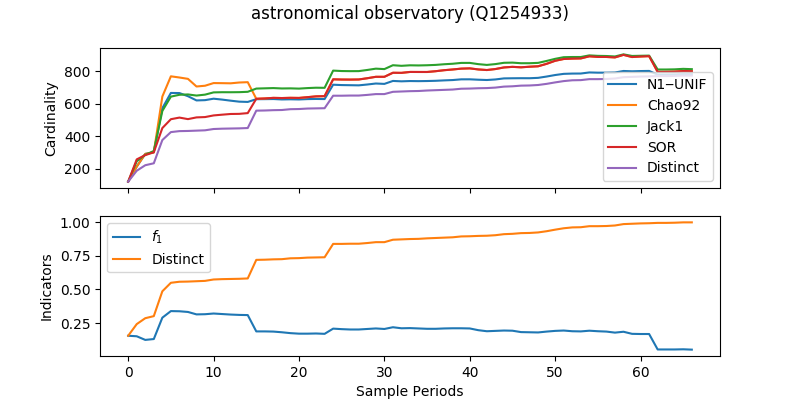 astronomical observatory (Q1254933)
Cardinality
800
600
400
200
N1−UNIF
Chao92
Jack1
SOR
Distinct
Indicators
1.00
0.75
0.50
0.25
f₁
Distinct
0 10 20 30 40 50 60
Sample Periods